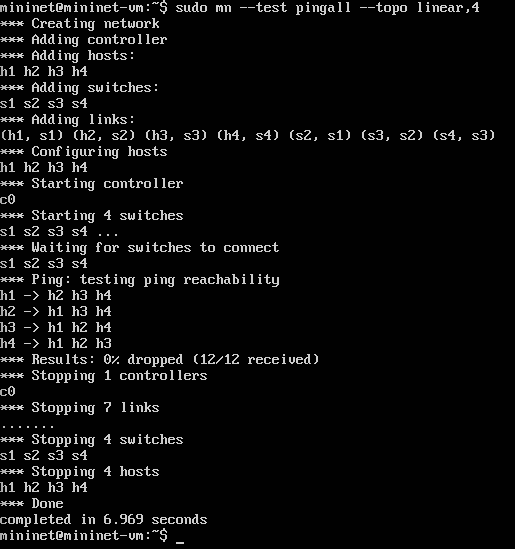 mininet@mininet-vm:~$ sudo mn --test pingall --topo linear,4
*** Creating network
*** Adding controller
*** Adding hosts:
h1 h2 h3 h4
*** Adding switches:
s1 s2 s3 s4
*** Adding links:
(h1, s1) (h2, s2) (h3, s3) (h4, s4) (s2, s1) (s3, s2) (s4, s3)
*** Configuring hosts
h1 h2 h3 h4
*** Starting controller
c0
*** Starting 4 switches
s1 s2 s3 s4 ...
*** Waiting for switches to connect
s1 s2 s3 s4
*** Ping: testing ping reachability
h1 -> h2 h3 h4
h2 -> h1 h3 h4
h3 -> h1 h2 h4
h4 -> h1 h2 h3
*** Results: 0% dropped (12/12 received)
*** Stopping 1 controllers
c0
*** Stopping 7 links
.......
*** Stopping 4 switches
s1 s2 s3 s4
*** Stopping 4 hosts
h1 h2 h3 h4
*** Done
completed in 6.969 seconds
mininet@mininet-vm:~$ _